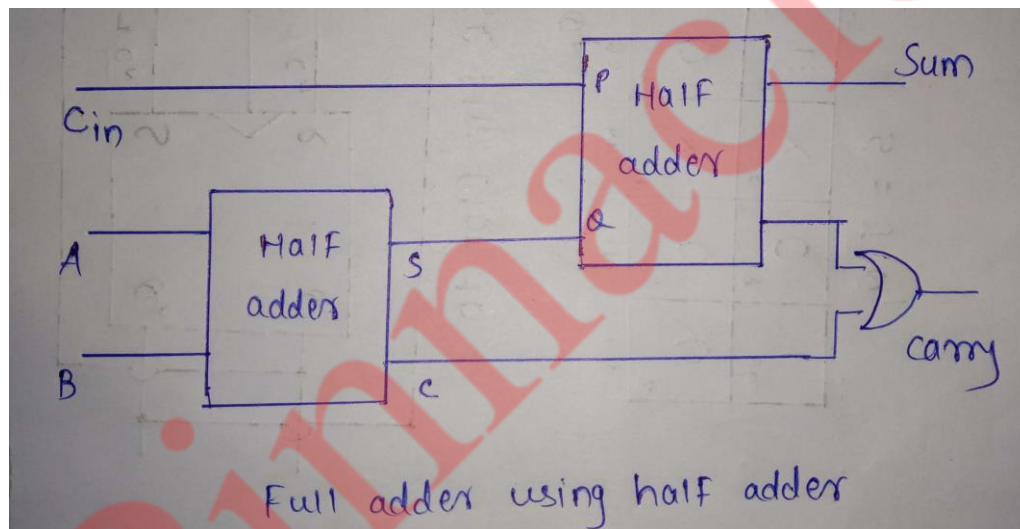 Sum
P Half
Cin
adder
Q
A
Half
S
adder
B
C
carry
Full adder using half adder